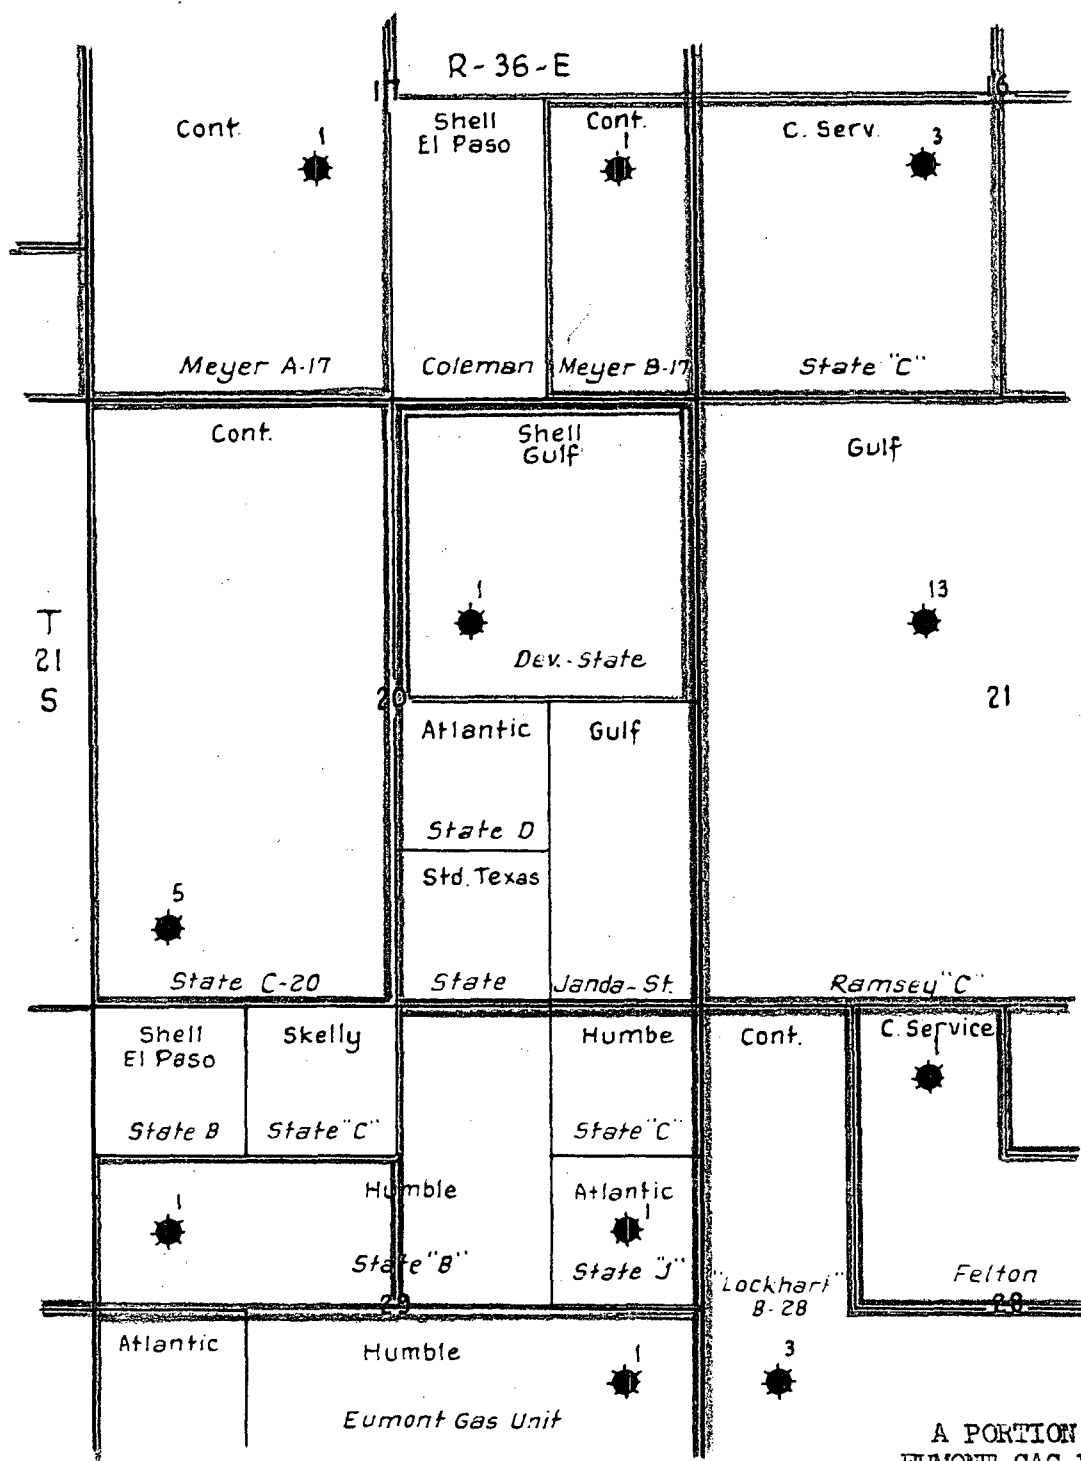 R-36-E
17
16
Cont.
1
Shell
El Paso
Cont.
1
C. Serv.
3
Meyer A-17
Coleman
Meyer B-17
State "C"
Cont.
Shell
Gulf
Gulf
1
13
T
21
S
Dev.-State
20
21
Atlantic
Gulf
State D
Std. Texas
5
State C-20
State
Janda-St.
Ramsey "C"
Shell
El Paso
Skelly
Humbe
Cont.
C. Service
1
State B
State "C"
State "C"
1
Humble
Atlantic
1
State "B"
State "J"
"Lockhart"
B-28
Felton
29
28
Atlantic
Humble
1
3
Eumont Gas Unit
A PORTION
EUMONT GAS